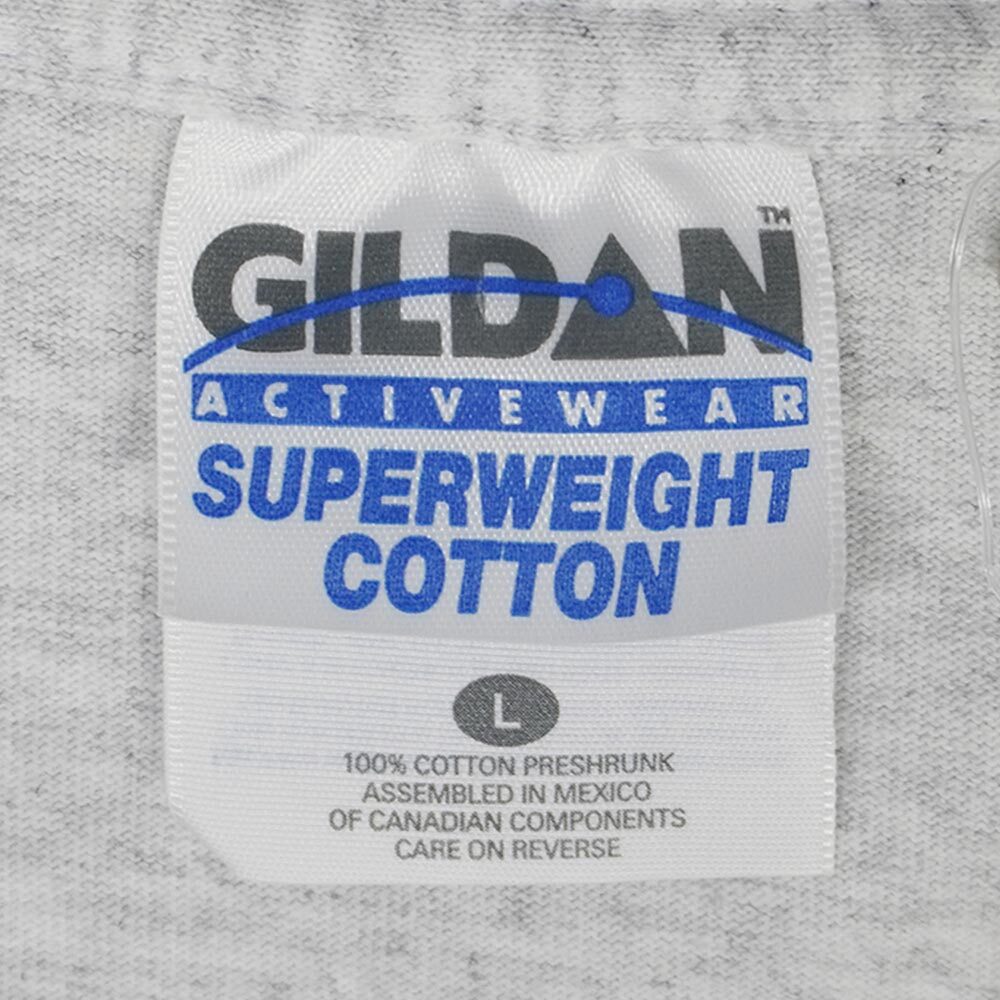 GILDAN™
ACTIVEWEAR
SUPERWEIGHT
COTTON
L
100% COTTON PRESHRUNK
ASSEMBLED IN MEXICO
OF CANADIAN COMPONENTS
CARE ON REVERSE